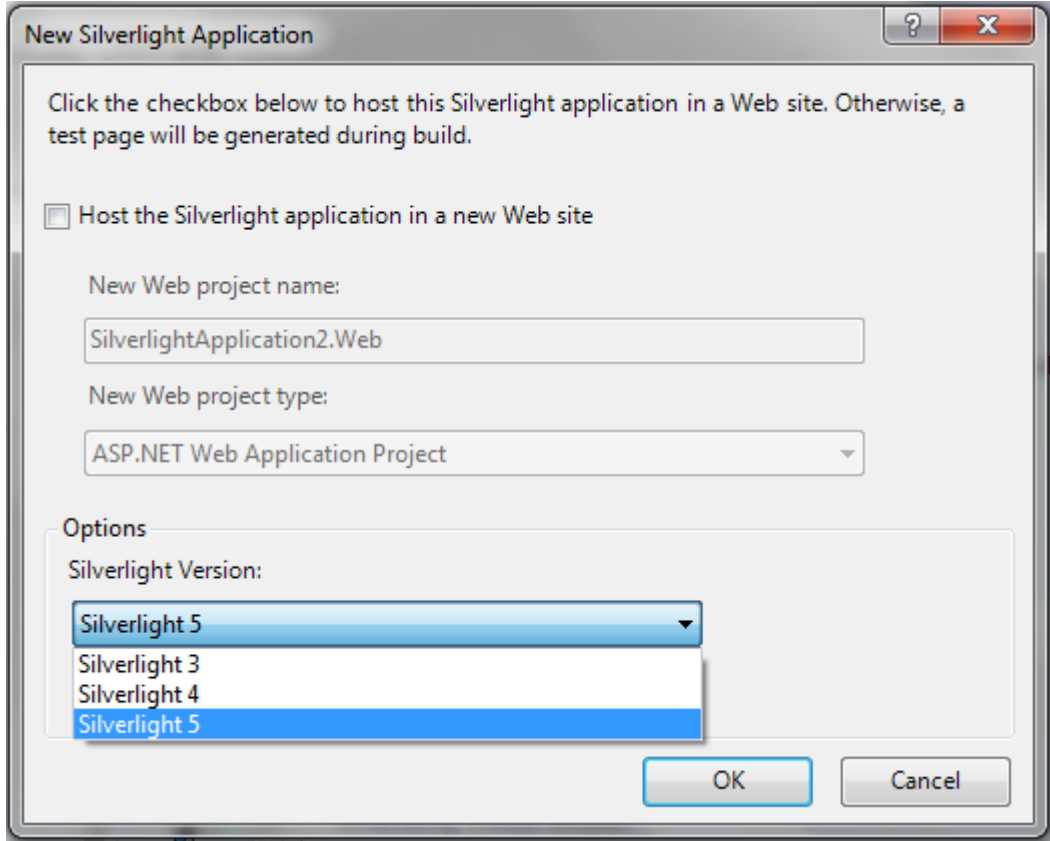 New Silverlight Application
?
Click the checkbox below to host this Silverlight application in a Web site. Otherwise, a
test page will be generated during build.
Host the Silverlight application in a new Web site
New Web project name:
SilverlightApplication2.Web
New Web project type:
ASP.NET Web Application Project
Options
Silverlight Version:
Silverlight 5
Silverlight 3
Silverlight 4
Silverlight 5
OK
Cancel